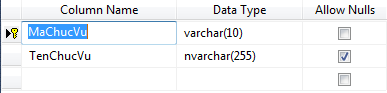 Column Name Data Type Allow Nulls
MaChucVu varchar(10)
TenChucVu nvarchar(255)